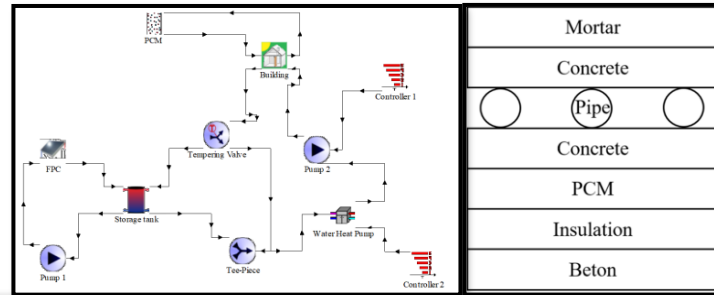 PCM
Building
Controller 1
Tempering Valve
FPC
Pump 2
Storage tank
Water Heat Pump
Tee-Piece
Pump 1
Controller 2
Mortar
Concrete
Pipe
Concrete
PCM
Insulation
Beton